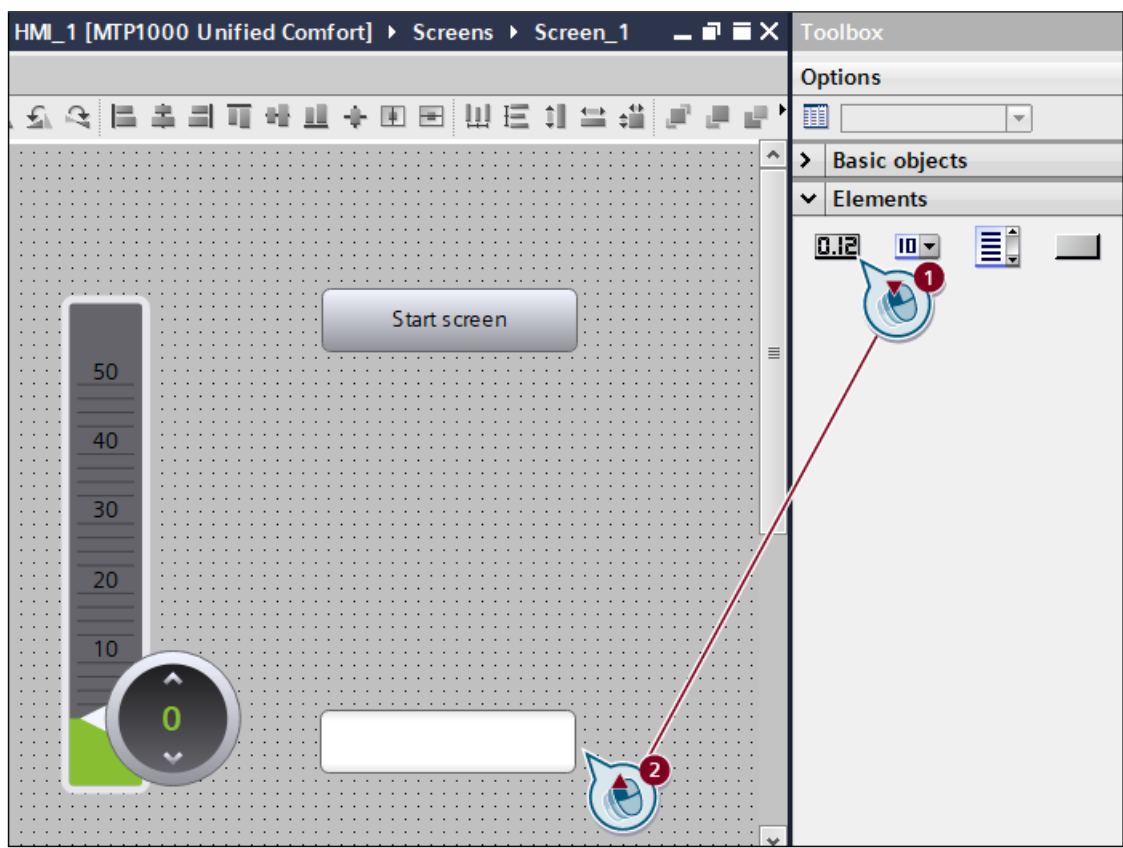 HMI_1 [MTP1000 Unified Comfort] ▸ Screens ▸ Screen_1
Toolbox
Options
Basic objects
Elements
0.12
10
1
Start screen
50
40
30
20
10
0
2